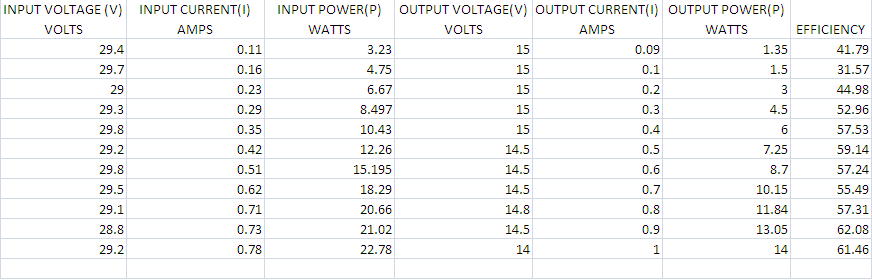 INPUT VOLTAGE (V) INPUT CURRENT(I) INPUT POWER(P) OUTPUT VOLTAGE(V) OUTPUT CURRENT(I) OUTPUT POWER(P)
VOLTS AMPS WATTS VOLTS AMPS WATTS EFFICIENCY
29.4 0.11 3.23 15 0.09 1.35 41.79
29.7 0.16 4.75 15 0.1 1.5 31.57
29 0.23 6.67 15 0.2 3 44.98
29.3 0.29 8.497 15 0.3 4.5 52.96
29.8 0.35 10.43 15 0.4 6 57.53
29.2 0.42 12.26 14.5 0.5 7.25 59.14
29.8 0.51 15.195 14.5 0.6 8.7 57.24
29.5 0.62 18.29 14.5 0.7 10.15 55.49
29.1 0.71 20.66 14.8 0.8 11.84 57.31
28.8 0.73 21.02 14.5 0.9 13.05 62.08
29.2 0.78 22.78 14 1 14 61.46